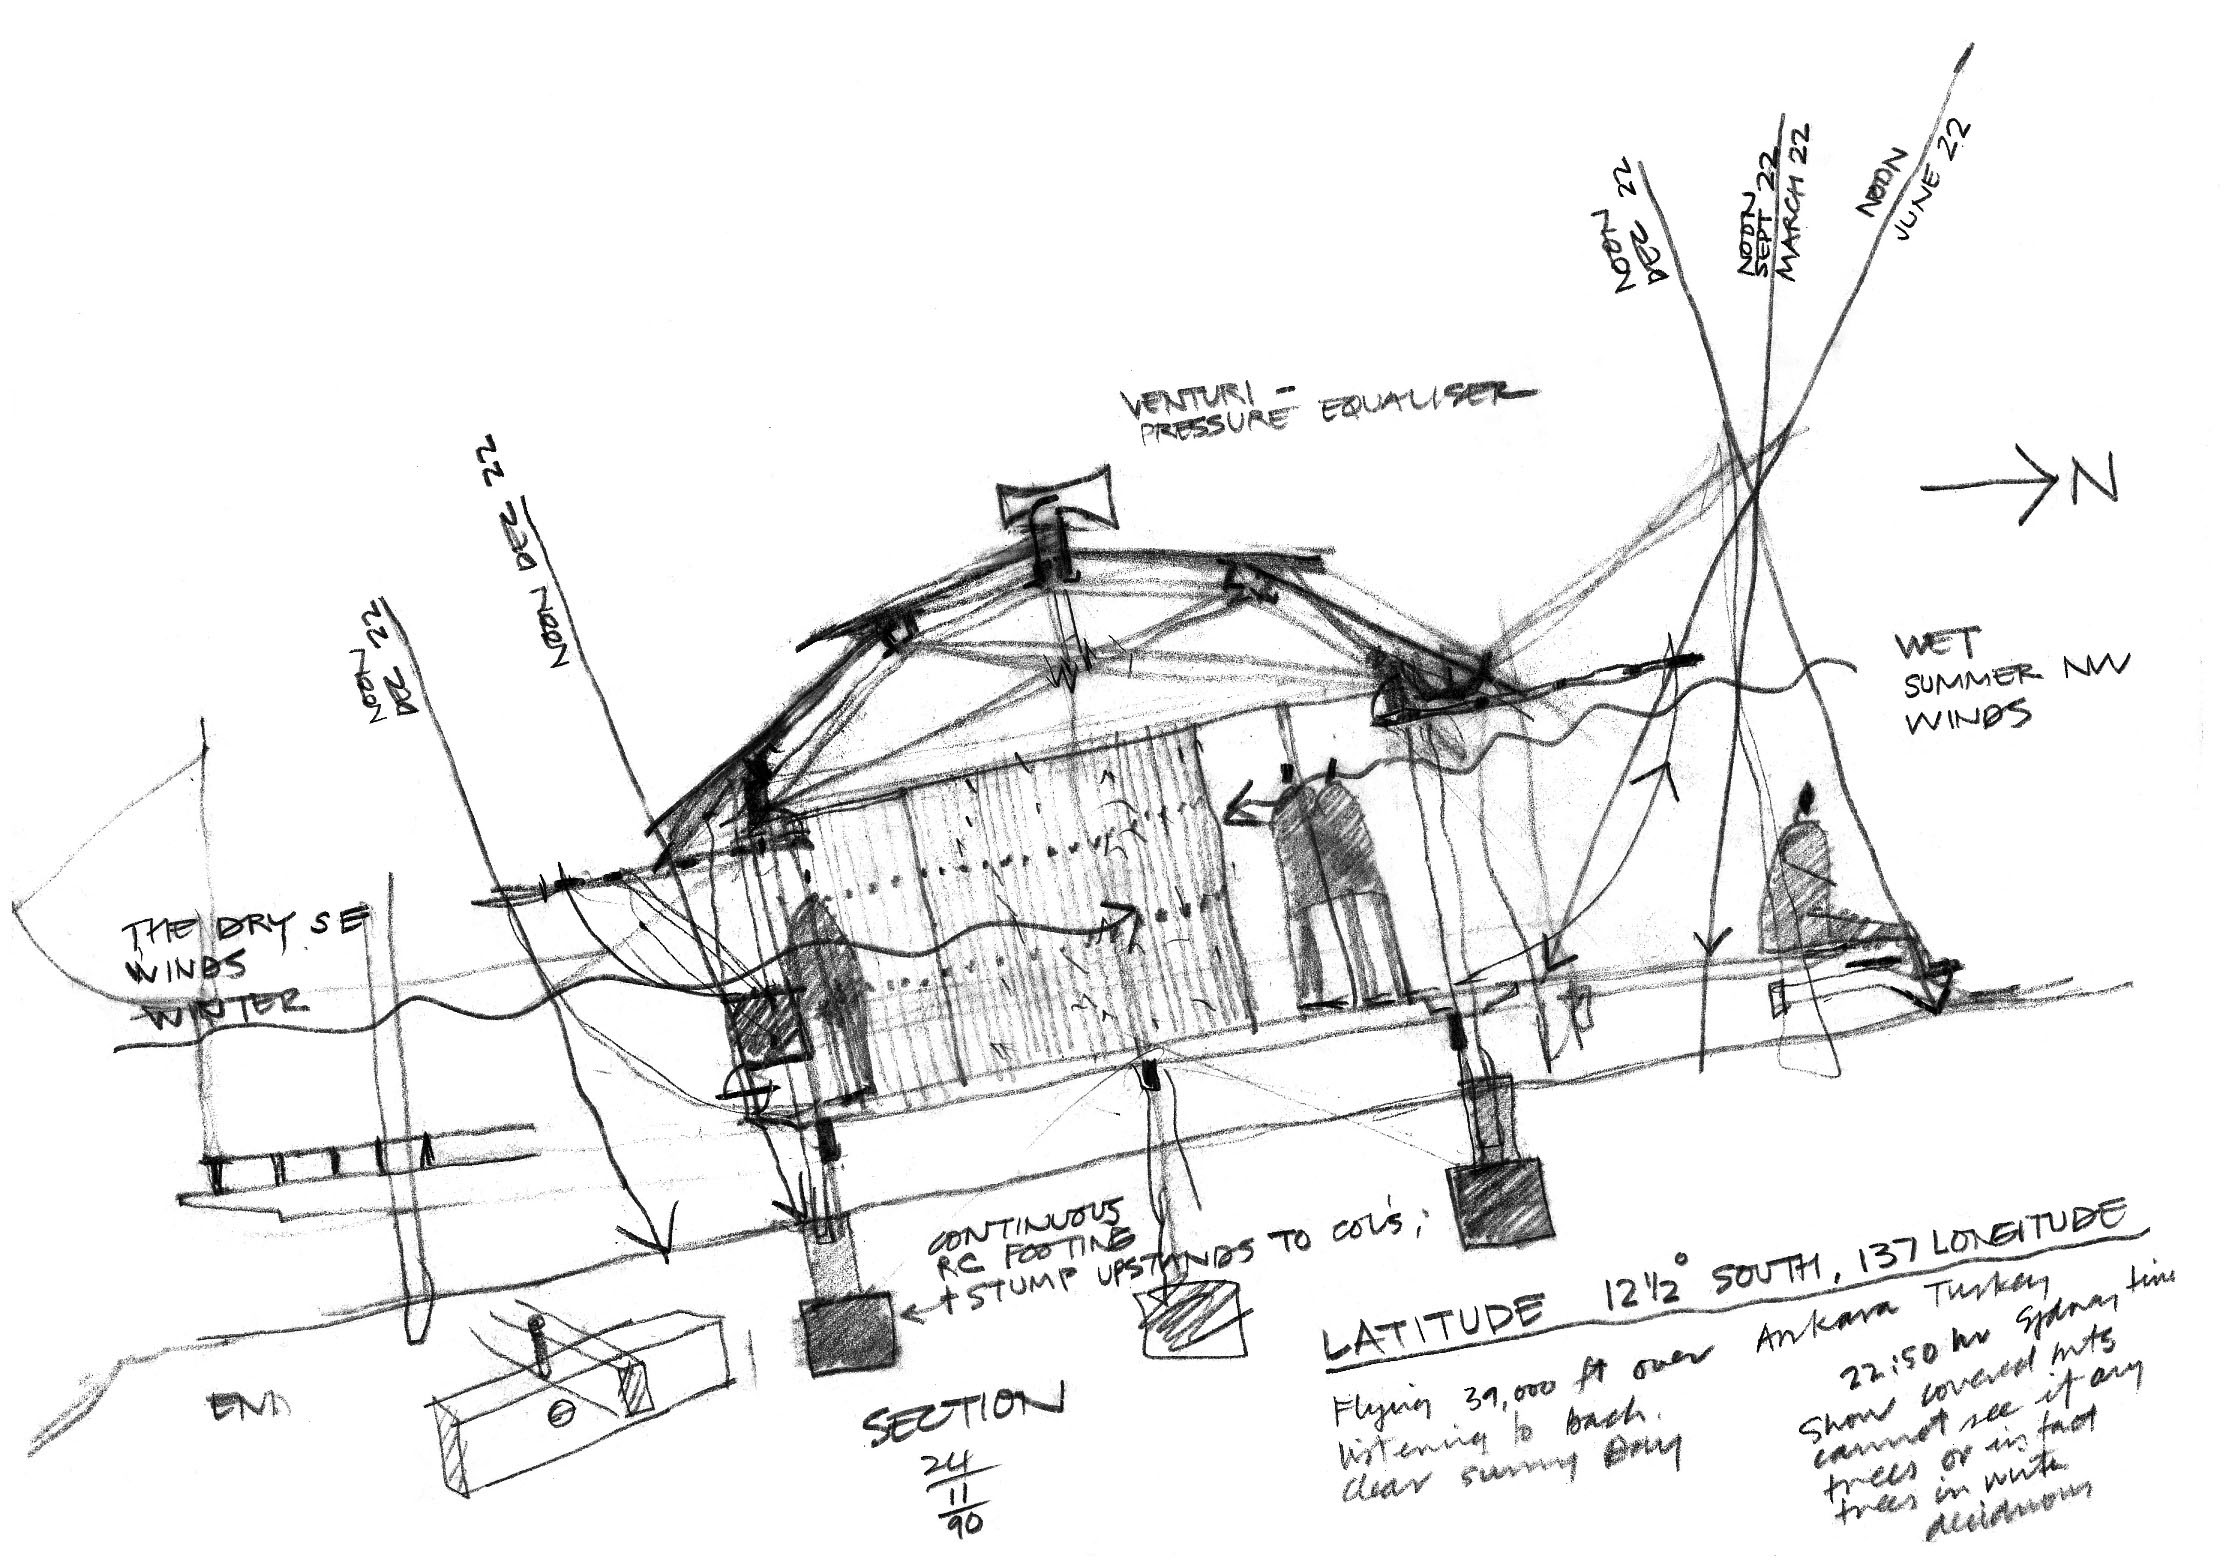 NOON
DEC 22
NOON
SEPT 22
MARCH 22
NOON
JUNE 22
VENTURI -
PRESSURE EQUALISER
N
NOON DEC 22
NOON
DEC 22
WET
SUMMER NW
WINDS
THE DRY SE
WINDS
WINTER
CONTINUOUS
RC FOOTING
+ STUMP UPSTANDS TO COL'S;
END
SECTION
24
11
90
LATITUDE 12 1/2° SOUTH, 137 LONGITUDE
Flying 39,000 ft over Ankara Turkey
listening to Bach.
clear sunny Day
22:50 hr Sydney time
Snow covered mts
cannot see if any
trees or in fact
trees in winter
deciduous